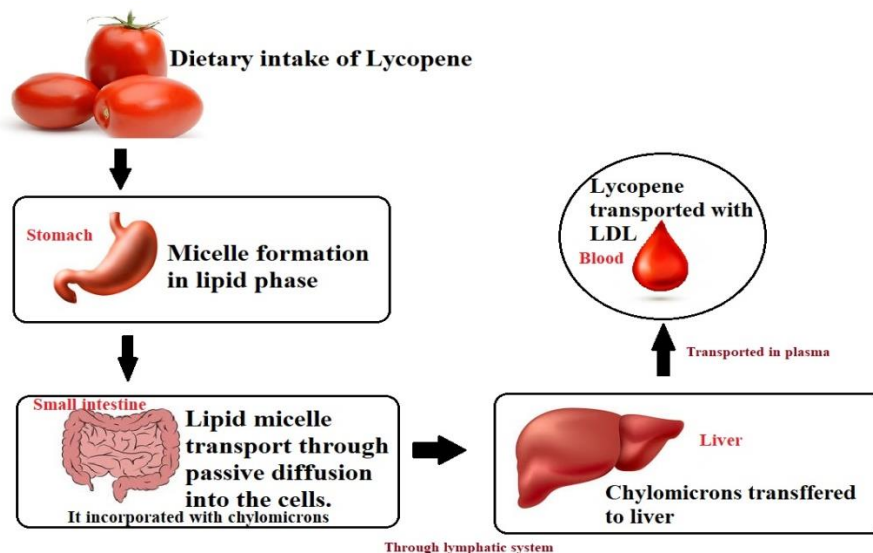 Dietary intake of Lycopene
Stomach
Micelle formation
in lipid phase
Small intestine
Lipid micelle
transport through
passive diffusion
into the cells.
It incorporated with chylomicrons
Through lymphatic system
Liver
Chylomicrons transffered
to liver
Transported in plasma
Lycopene
transported with
LDL
Blood